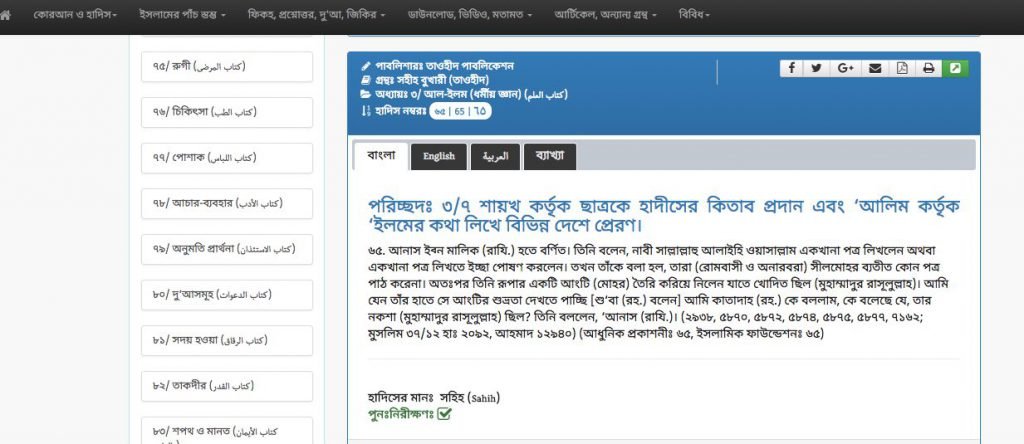 কোরআন ও হাদিস ইসলামের পাঁচ স্তম্ভ ফিকহ, প্রশ্নোত্তর, দু'আ, জিকির ডাউনলোড, ভিডিও, মতামত আর্টিকেল, অন্যান্য গ্রন্থ বিবিধ
৭৫/ রুগী (كتاب المرضى)
৭৬/ চিকিৎসা (كتاب الطب)
৭৭/ পোশাক (كتاب اللباس)
৭৮/ আচার-ব্যবহার (كتاب الأدب)
৭৯/ অনুমতি প্রার্থনা (كتاب الاستئذان)
৮০/ দু'আসমূহ (كتاب الدعوات)
৮১/ সদয় হওয়া (كتاب الرقاق)
৮২/ তাকদীর (كتاب القدر)
৮৩/ শপথ ও মানত (كتاب الأيمان
পাবলিশারঃ তাওহীদ পাবলিকেশন
গ্রন্থঃ সহীহ বুখারী (তাওহীদ)
অধ্যায়ঃ ৩/ আল-ইলম (ধর্মীয় জ্ঞান) (كتاب العلم)
হাদিস নম্বরঃ ৬৫ | 65 | ٦٥
বাংলা English العربية ব্যাখ্যা
পরিচ্ছদঃ ৩/৭ শায়খ কর্তৃক ছাত্রকে হাদীসের কিতাব প্রদান এবং ‘আলিম কর্তৃক
‘ইলমের কথা লিখে বিভিন্ন দেশে প্রেরণ।
৬৫. আনাস ইবন মালিক (রাযি.) হতে বর্ণিত। তিনি বলেন, নাবী সাল্লাল্লাহু আলাইহি ওয়াসাল্লাম একখানা পত্র লিখলেন অথবা
একখানা পত্র লিখতে ইচ্ছা পোষণ করলেন। তখন তাঁকে বলা হল, তারা (রোমবাসী ও অনারবরা) সীলমোহর ব্যতীত কোন পত্র
পাঠ করেনা। অতঃপর তিনি রূপার একটি আংটি (মোহর) তৈরি করিয়ে নিলেন যাতে খোদিত ছিল (মুহাম্মাদুর রাসূলুল্লাহ)। আমি
যেন তাঁর হাতে সে আংটির শুভ্রতা দেখতে পাচ্ছি [শু‘বা (রহ.) বলেন] আমি কাতাদাহ (রহ.) কে বললাম, কে বলেছে যে, তার
নকশা (মুহাম্মাদুর রাসূলুল্লাহ) ছিল? তিনি বললেন, ‘আনাস (রাযি.)। (২৯৩৮, ৫৮৭০, ৫৮৭২, ৫৮৭৪, ৫৮৭৫, ৫৮৭৭, ৭১৬২;
মুসলিম ৩৭/১২ হাঃ ২০৯২, আহমাদ ১২৯৪০) (আধুনিক প্রকাশনীঃ ৬৫, ইসলামিক ফাউন্ডেশনঃ ৬৫)
হাদিসের মানঃ সহিহ (Sahih)
পুনঃনিরীক্ষণঃ